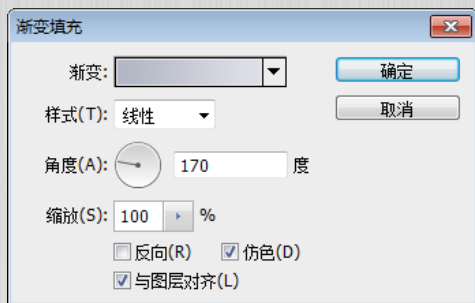 渐变填充
渐变:
确定
样式(T): 线性
取消
角度(A): 170 度
缩放(S): 100 %
反向(R) 仿色(D)
与图层对齐(L)